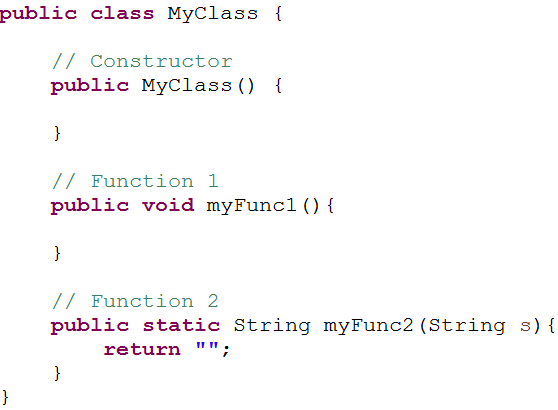 public class MyClass {
    // Constructor
    public MyClass() {
    }
    // Function 1
    public void myFunc1(){
    }
    // Function 2
    public static String myFunc2(String s){
        return "";
    }
}